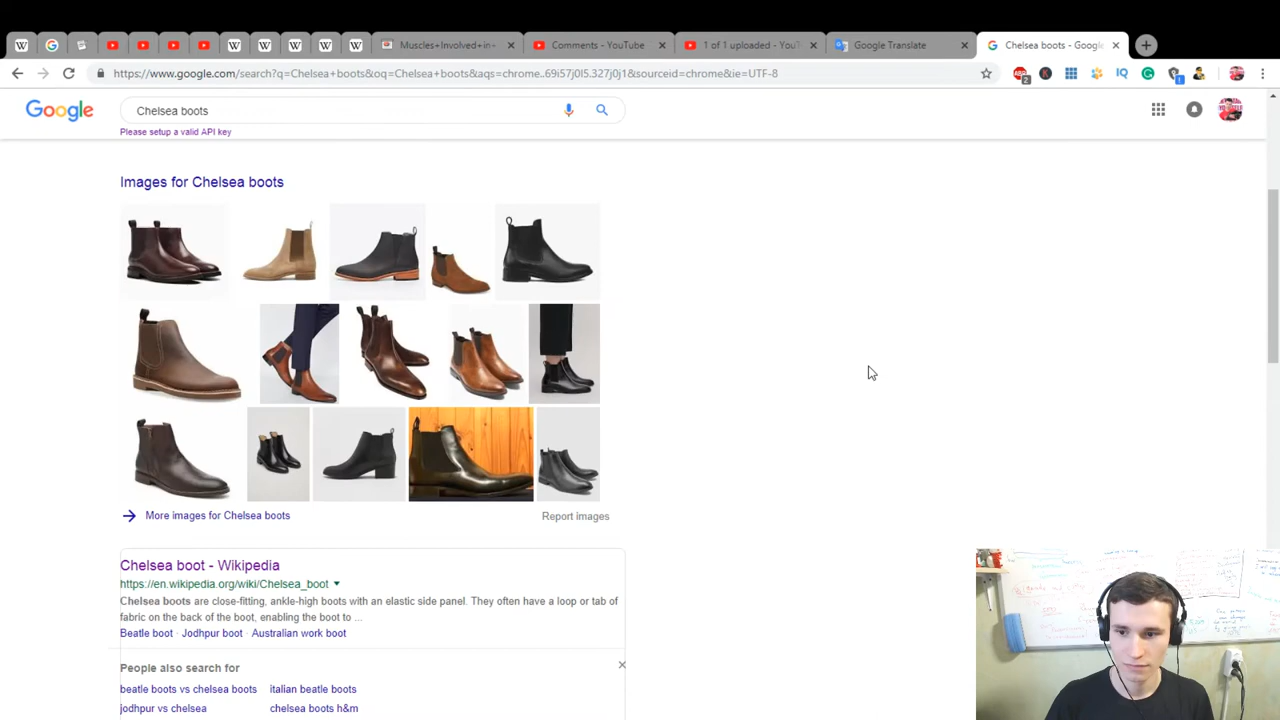 Muscles+Involved+in+
Comments - YouTube
1 of 1 uploaded - YouT
Google Translate
Chelsea boots - Google
https://www.google.com/search?q=Chelsea+boots&oq=Chelsea+boots&aqs=chrome..69i57j0l5.327j0j1&sourceid=chrome&ie=UTF-8
Google
Chelsea boots
Please setup a valid API key
Images for Chelsea boots
More images for Chelsea boots
Report images
Chelsea boot - Wikipedia
https://en.wikipedia.org/wiki/Chelsea_boot
Chelsea boots are close-fitting, ankle-high boots with an elastic side panel. They often have a loop or tab of
fabric on the back of the boot, enabling the boot to ...
Beatle boot · Jodhpur boot · Australian work boot
People also search for
beatle boots vs chelsea boots italian beatle boots
jodhpur vs chelsea chelsea boots h&m